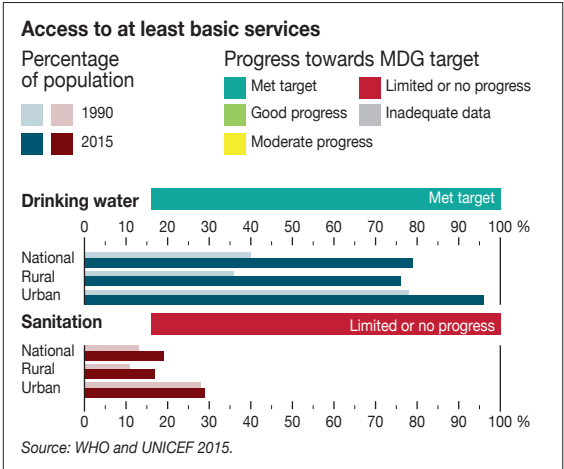 Access to at least basic services
Percentage
of population
1990
2015
Progress towards MDG target
Met target
Limited or no progress
Good progress
Inadequate data
Moderate progress
Drinking water
Met target
0 10 20 30 40 50 60 70 80 90 100 %
National
Rural
Urban
Sanitation
Limited or no progress
National
Rural
Urban
0 10 20 30 40 50 60 70 80 90 100 %
Source: WHO and UNICEF 2015.